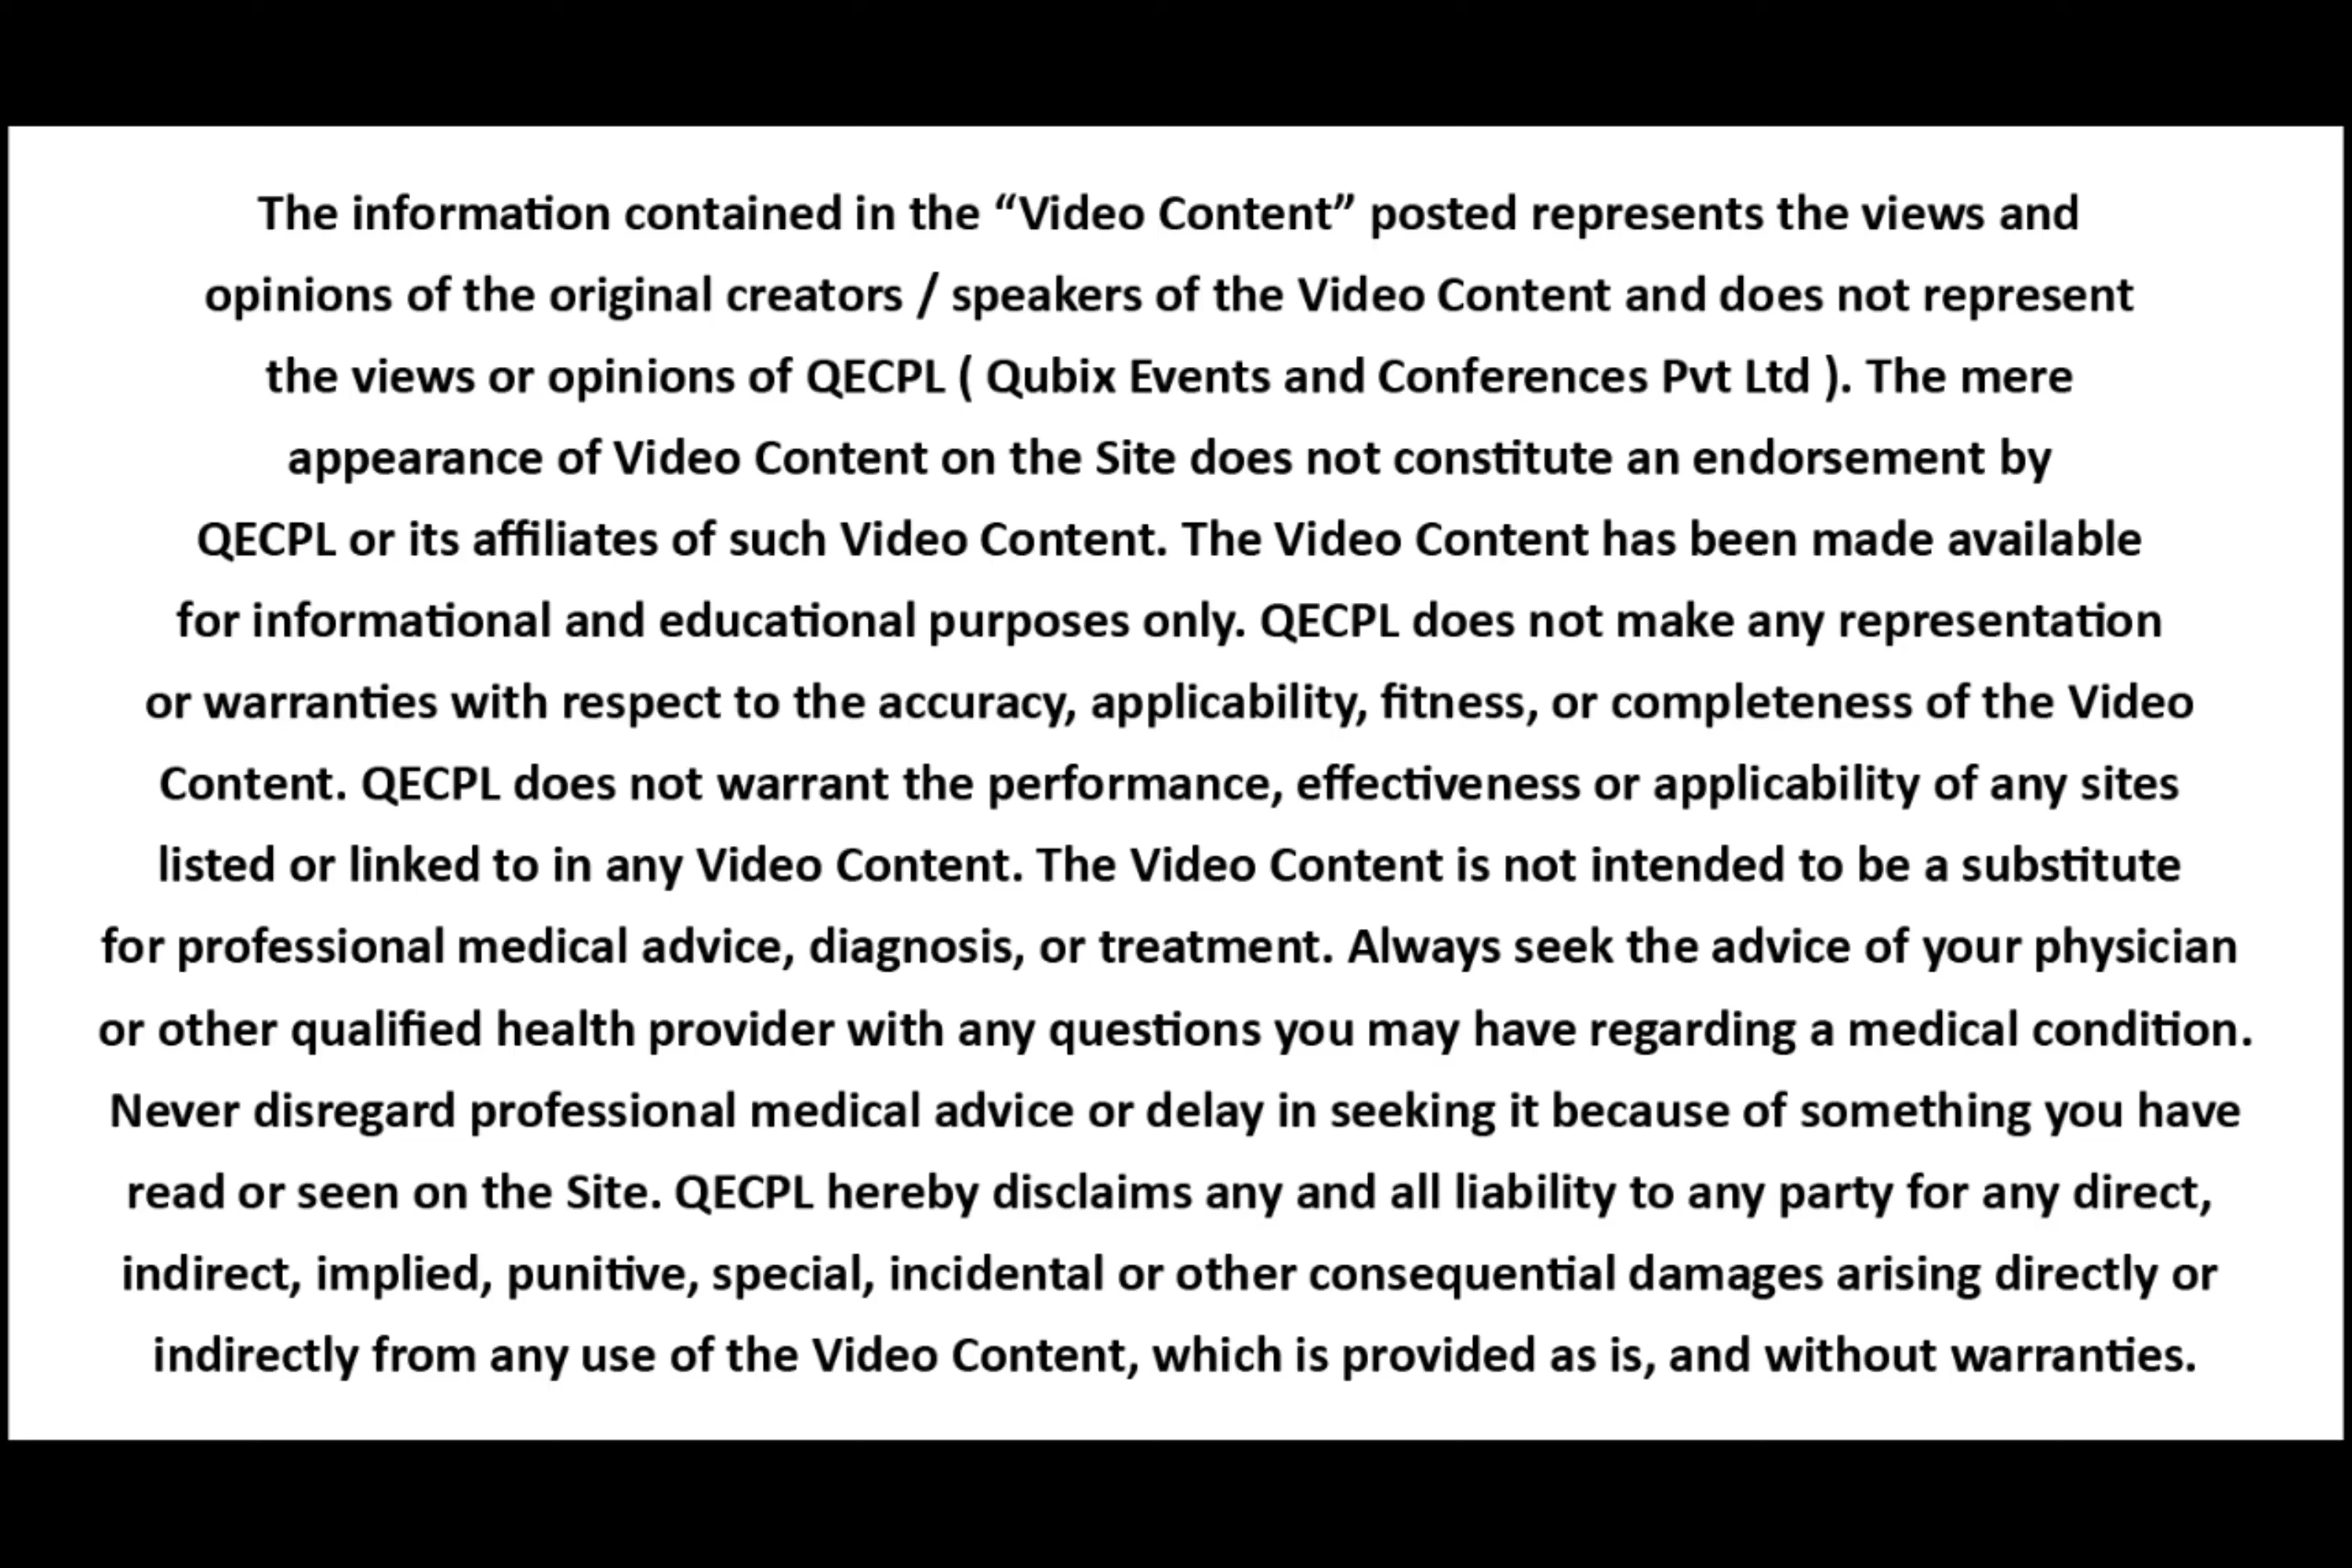 The information contained in the “Video Content” posted represents the views and
opinions of the original creators / speakers of the Video Content and does not represent
the views or opinions of QECPL ( Qubix Events and Conferences Pvt Ltd ). The mere
appearance of Video Content on the Site does not constitute an endorsement by
QECPL or its affiliates of such Video Content. The Video Content has been made available
for informational and educational purposes only. QECPL does not make any representation
or warranties with respect to the accuracy, applicability, fitness, or completeness of the Video
Content. QECPL does not warrant the performance, effectiveness or applicability of any sites
listed or linked to in any Video Content. The Video Content is not intended to be a substitute
for professional medical advice, diagnosis, or treatment. Always seek the advice of your physician
or other qualified health provider with any questions you may have regarding a medical condition.
Never disregard professional medical advice or delay in seeking it because of something you have
read or seen on the Site. QECPL hereby disclaims any and all liability to any party for any direct,
indirect, implied, punitive, special, incidental or other consequential damages arising directly or
indirectly from any use of the Video Content, which is provided as is, and without warranties.